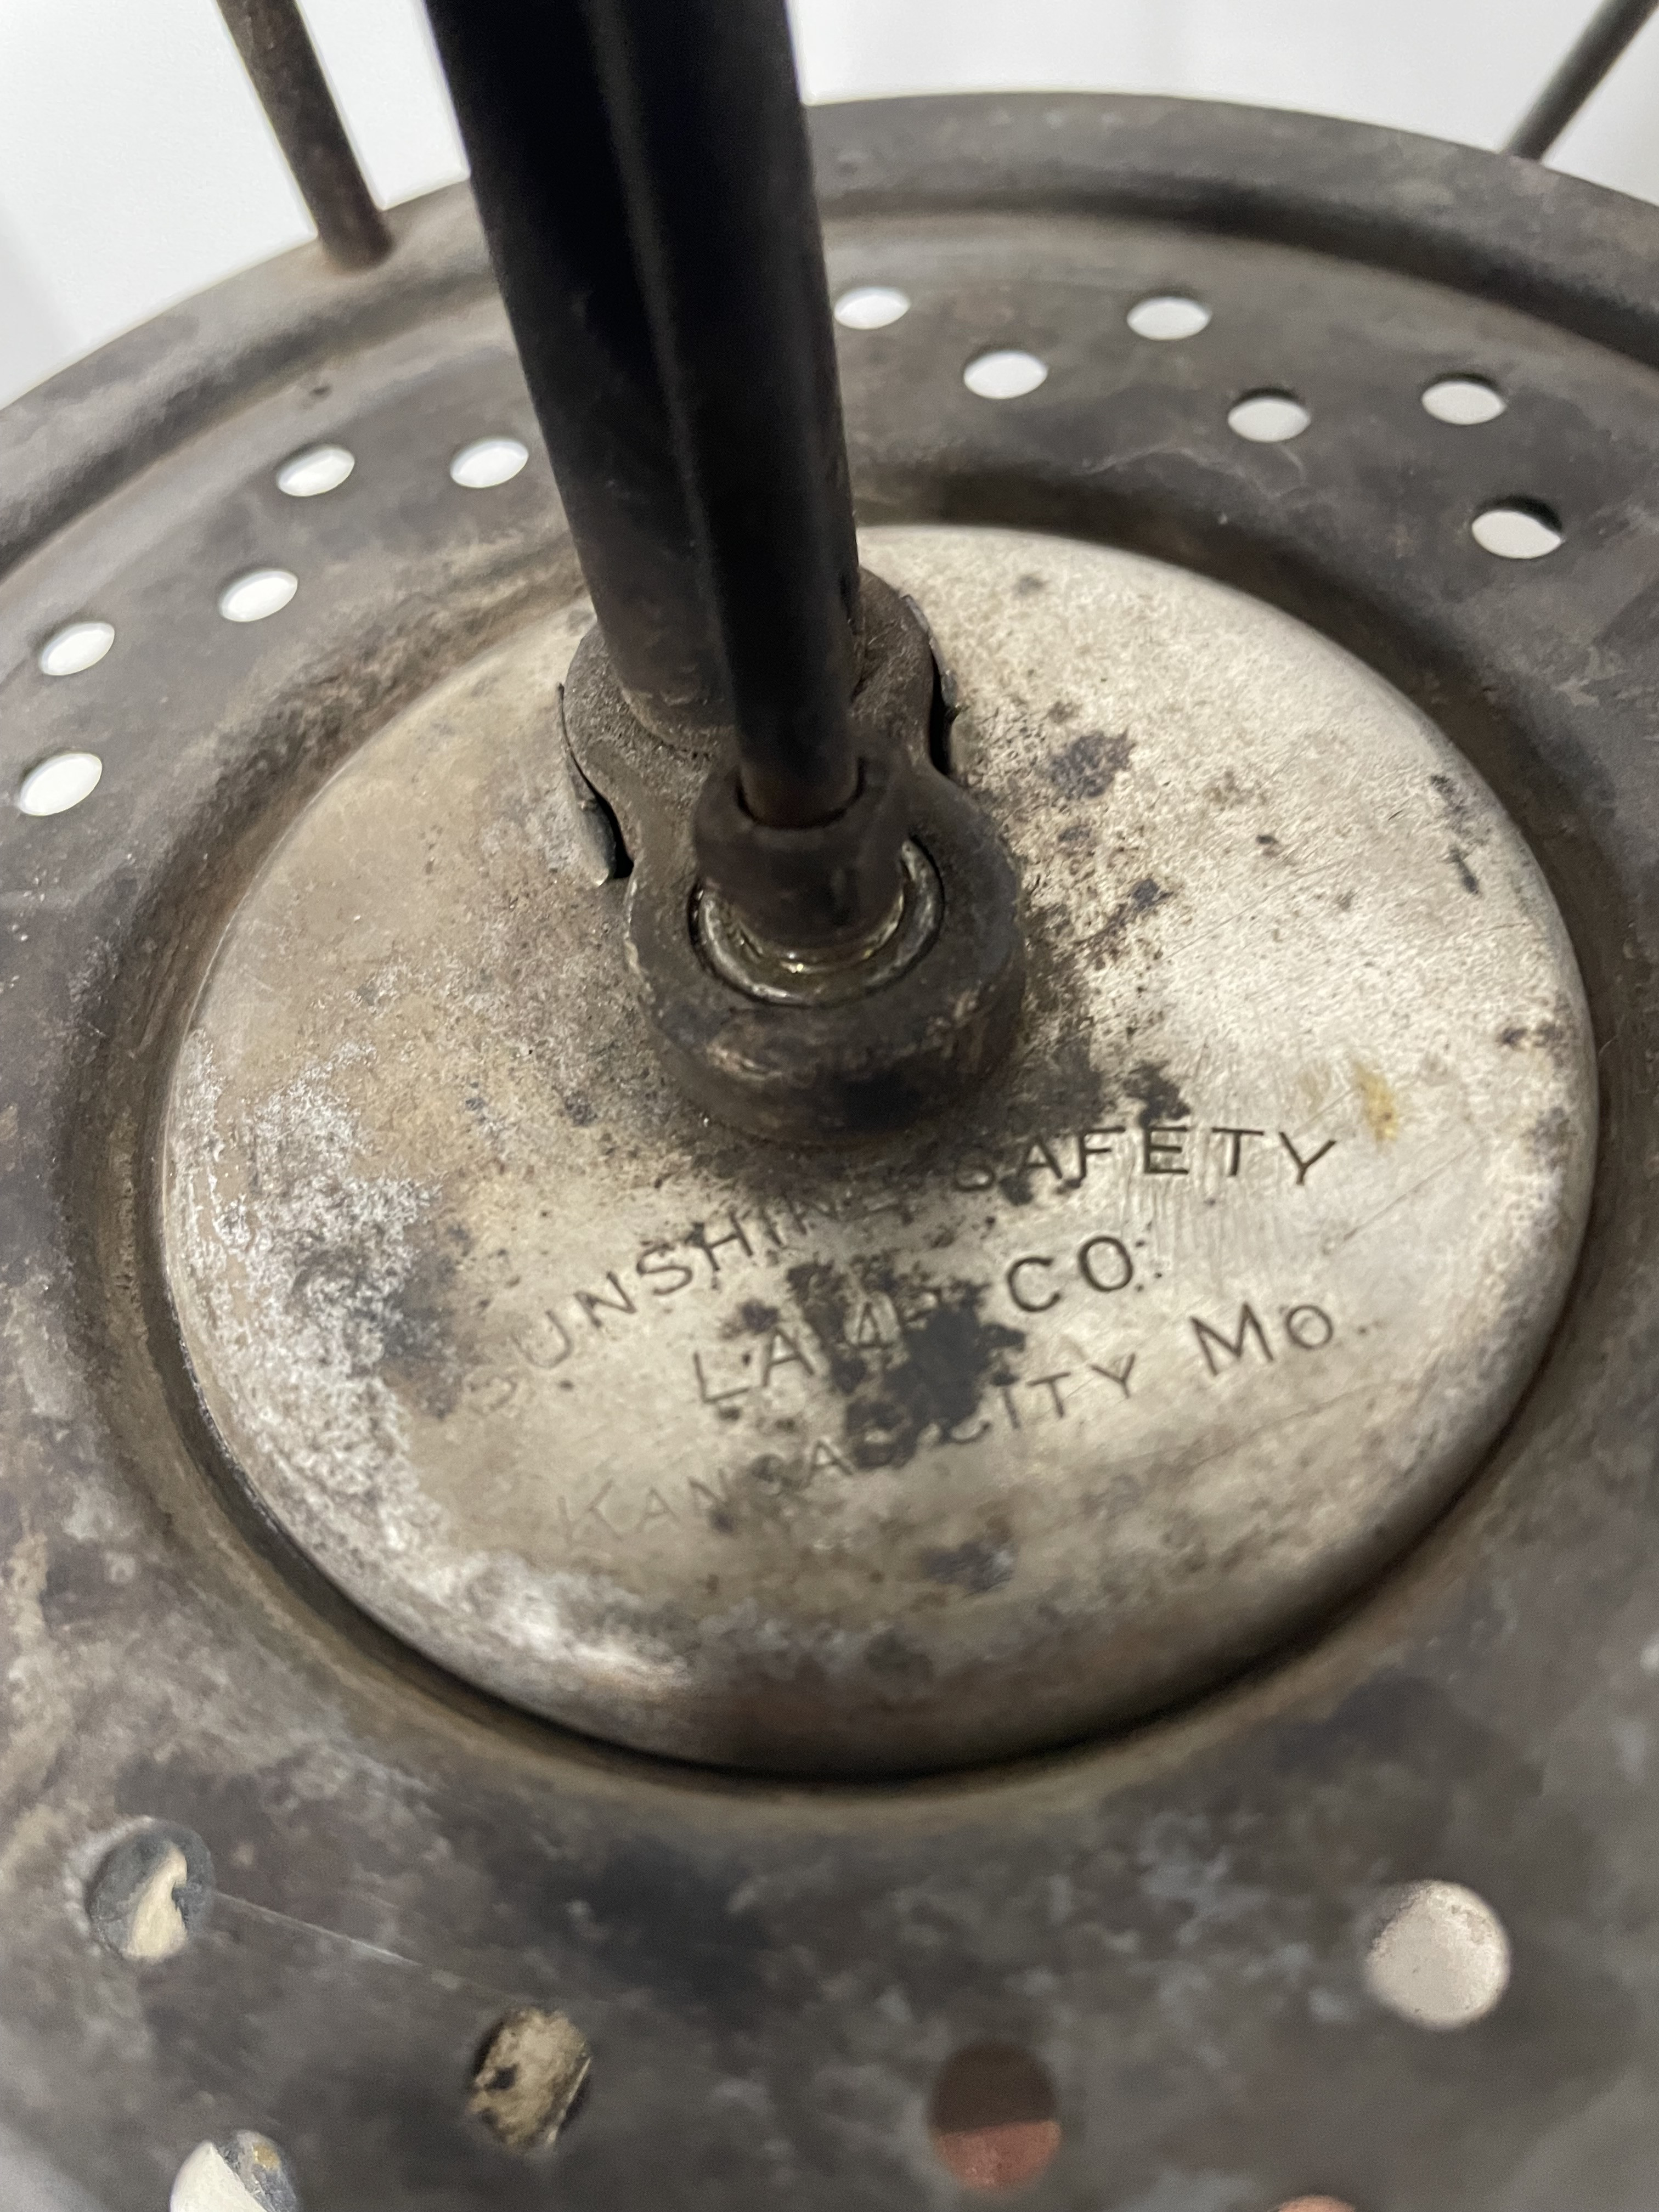 SUNSHINE SAFETY
LAMP CO.
KANSAS CITY Mo